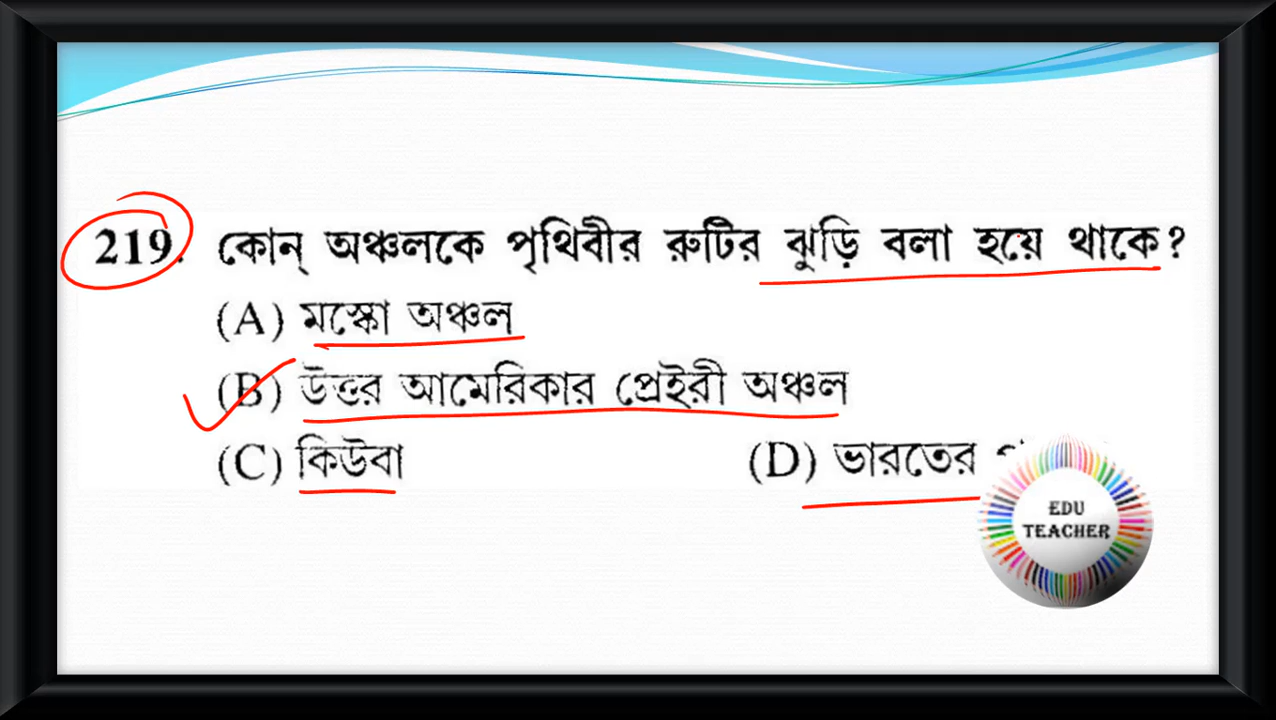 219. কোন্ অঞ্চলকে পৃথিবীর রুটির ঝুড়ি বলা হয়ে থাকে?
(A) মস্কো অঞ্চল
(B) উত্তর আমেরিকার প্রেইরী অঞ্চল
(C) কিউবা (D) ভারতের
EDU
TEACHER